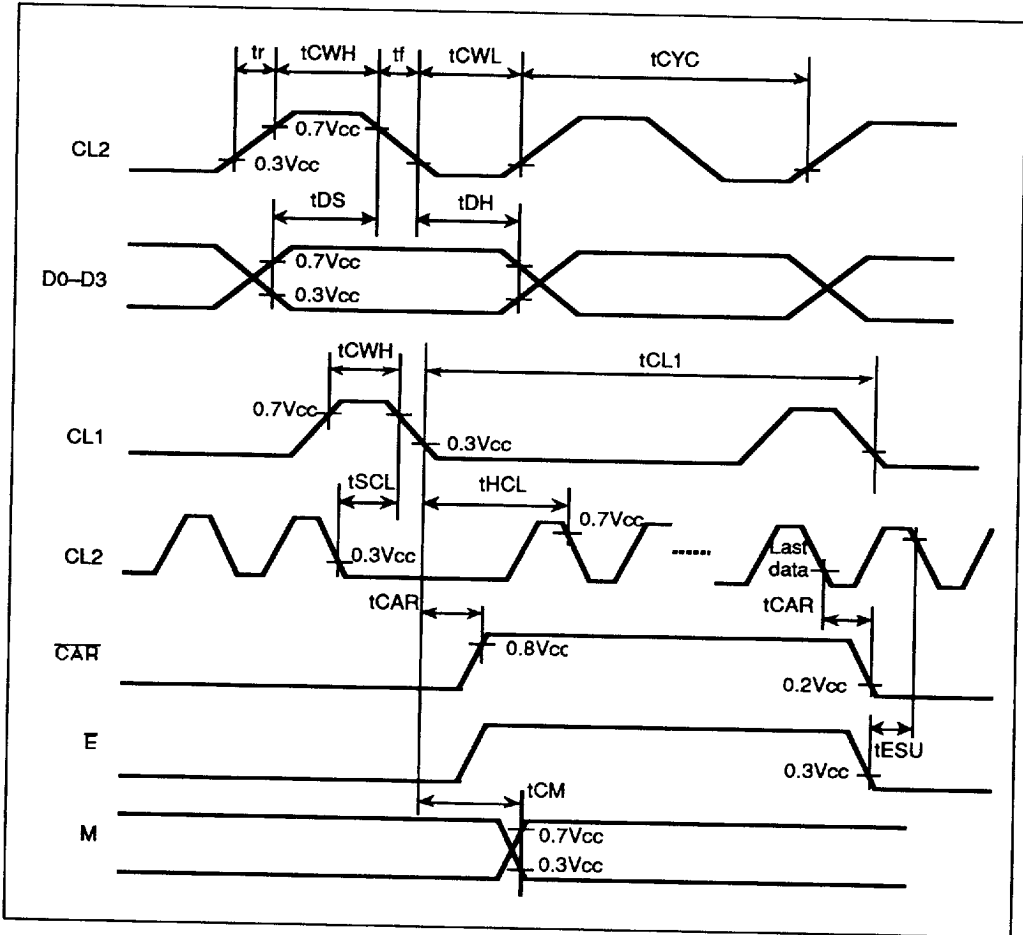 tr tCWH tf tCWL tCYC
CL2
0.7Vcc
0.3Vcc
tDS tDH
D0–D3
0.7Vcc
0.3Vcc
tCWH tCL1
0.7Vcc
CL1
0.3Vcc
tSCL tHCL
0.7Vcc
CL2
0.3Vcc
Last
data
tCAR tCAR
CAR
0.8Vcc
0.2Vcc
E
tESU
0.3Vcc
tCM
M
0.7Vcc
0.3Vcc